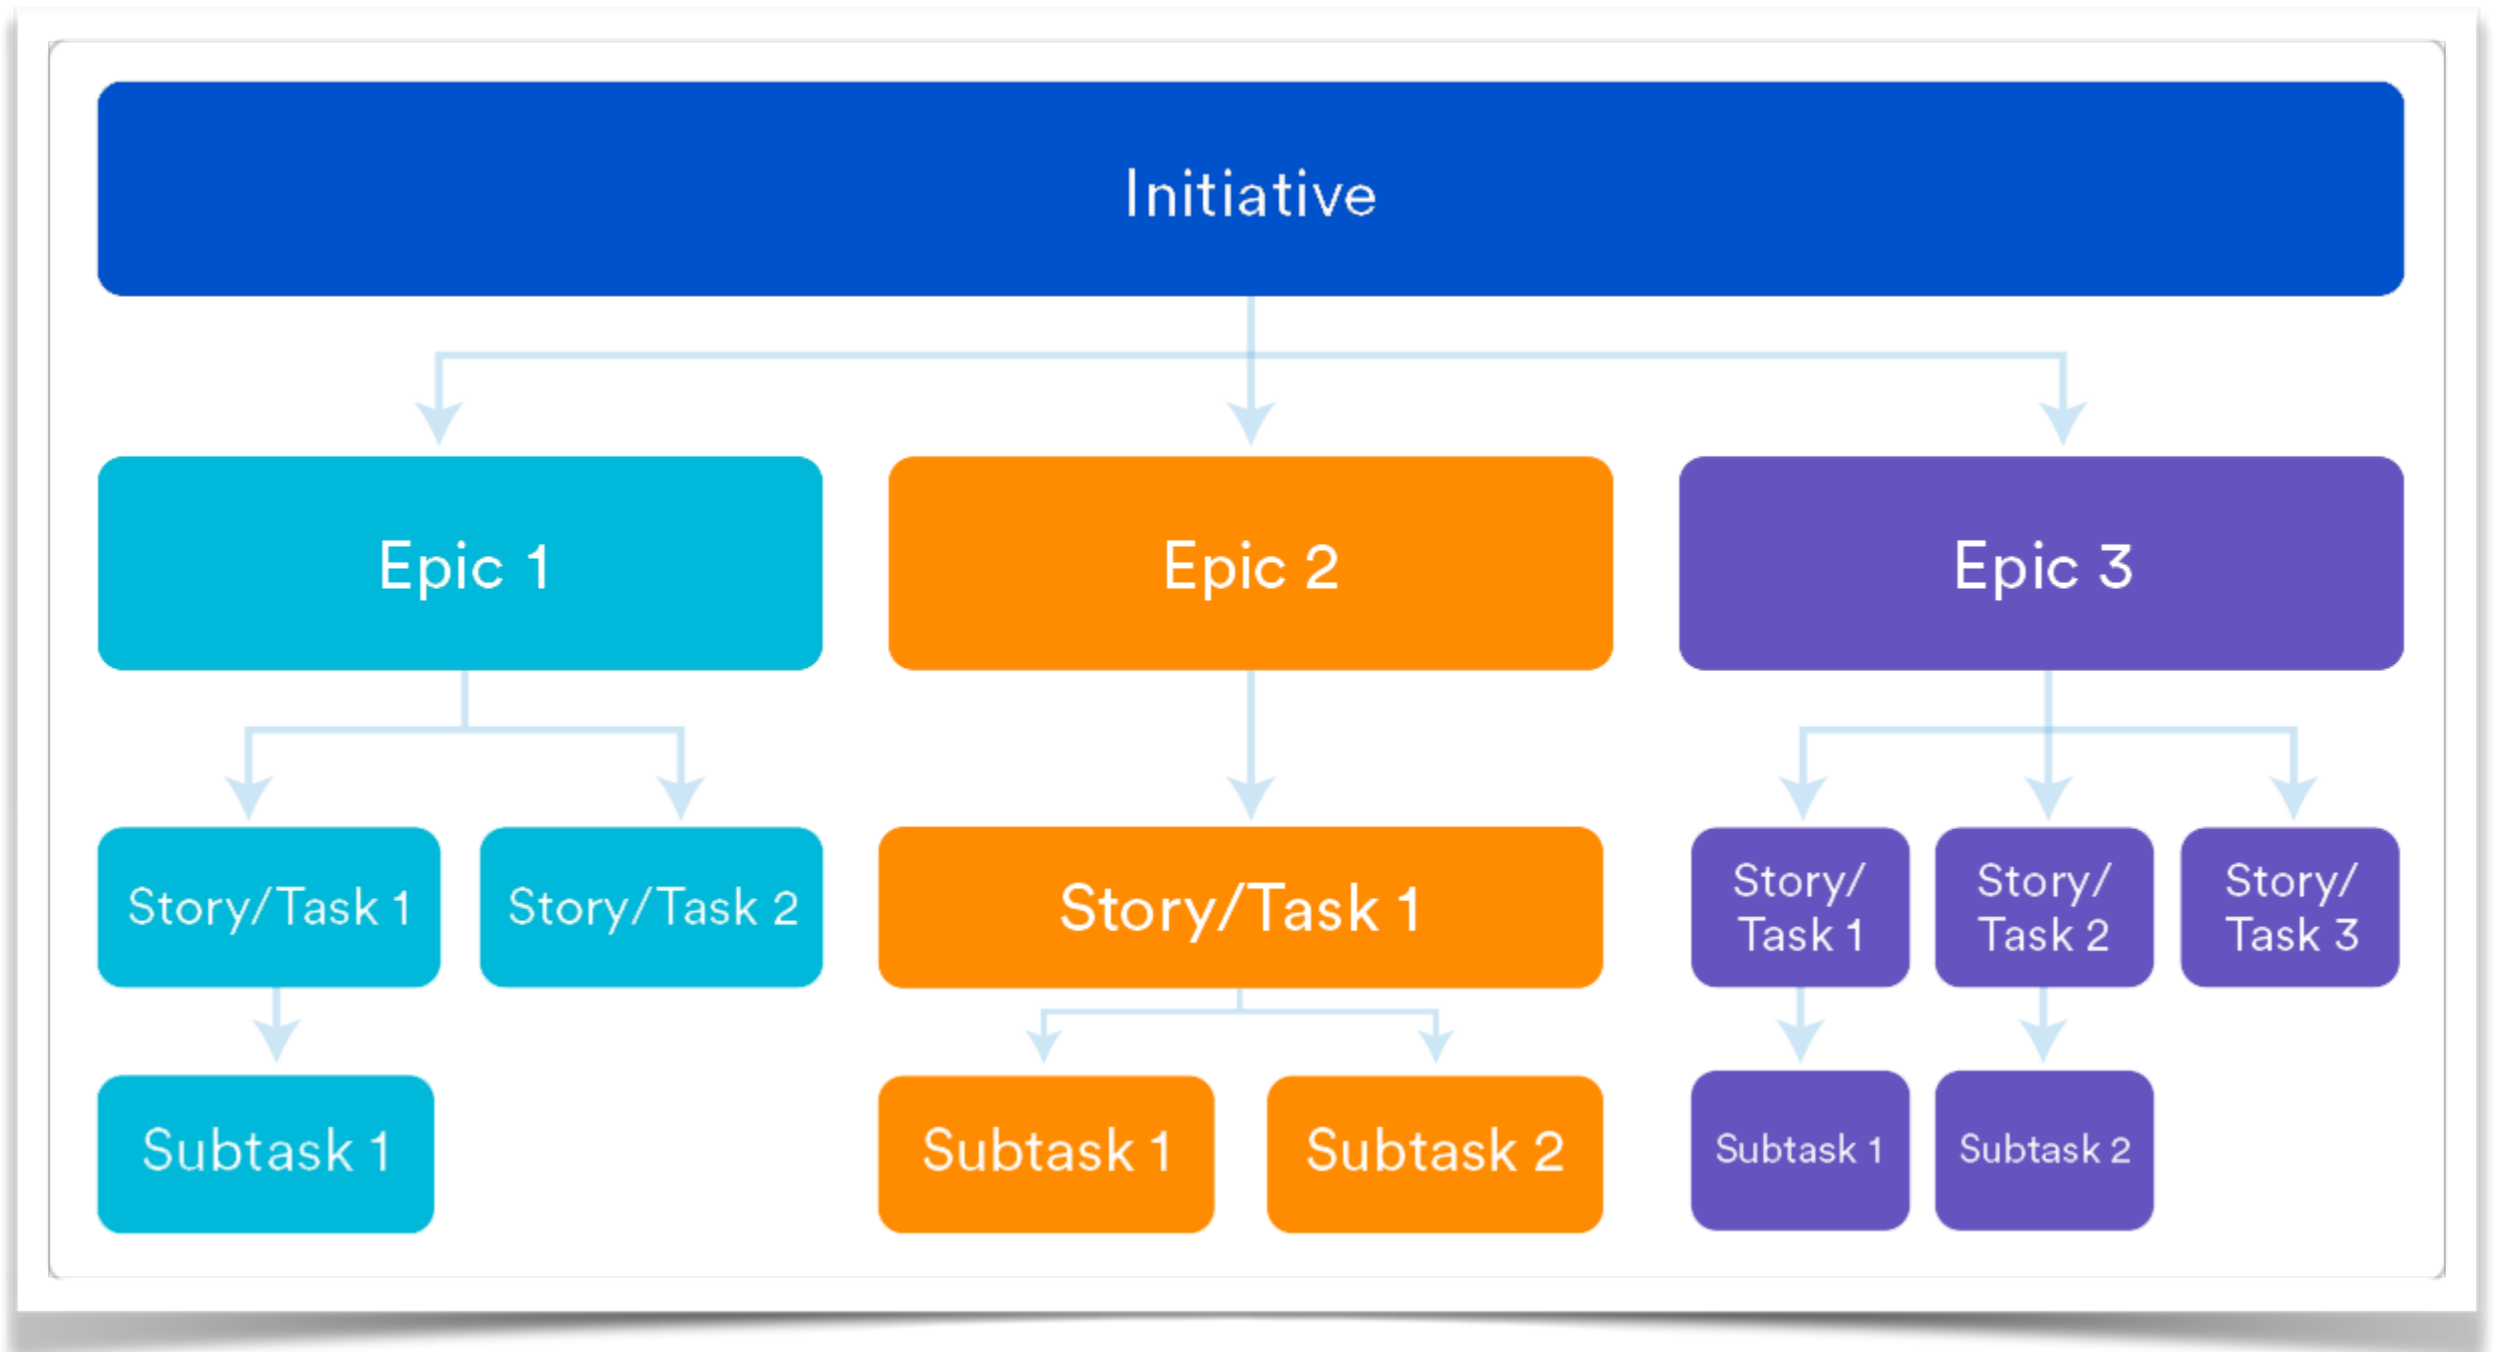 Initiative
Epic 1
Epic 2
Epic 3
Story/Task 1
Story/Task 2
Story/Task 1
Story/
Task 1
Story/
Task 2
Story/
Task 3
Subtask 1
Subtask 1
Subtask 2
Subtask 1
Subtask 2